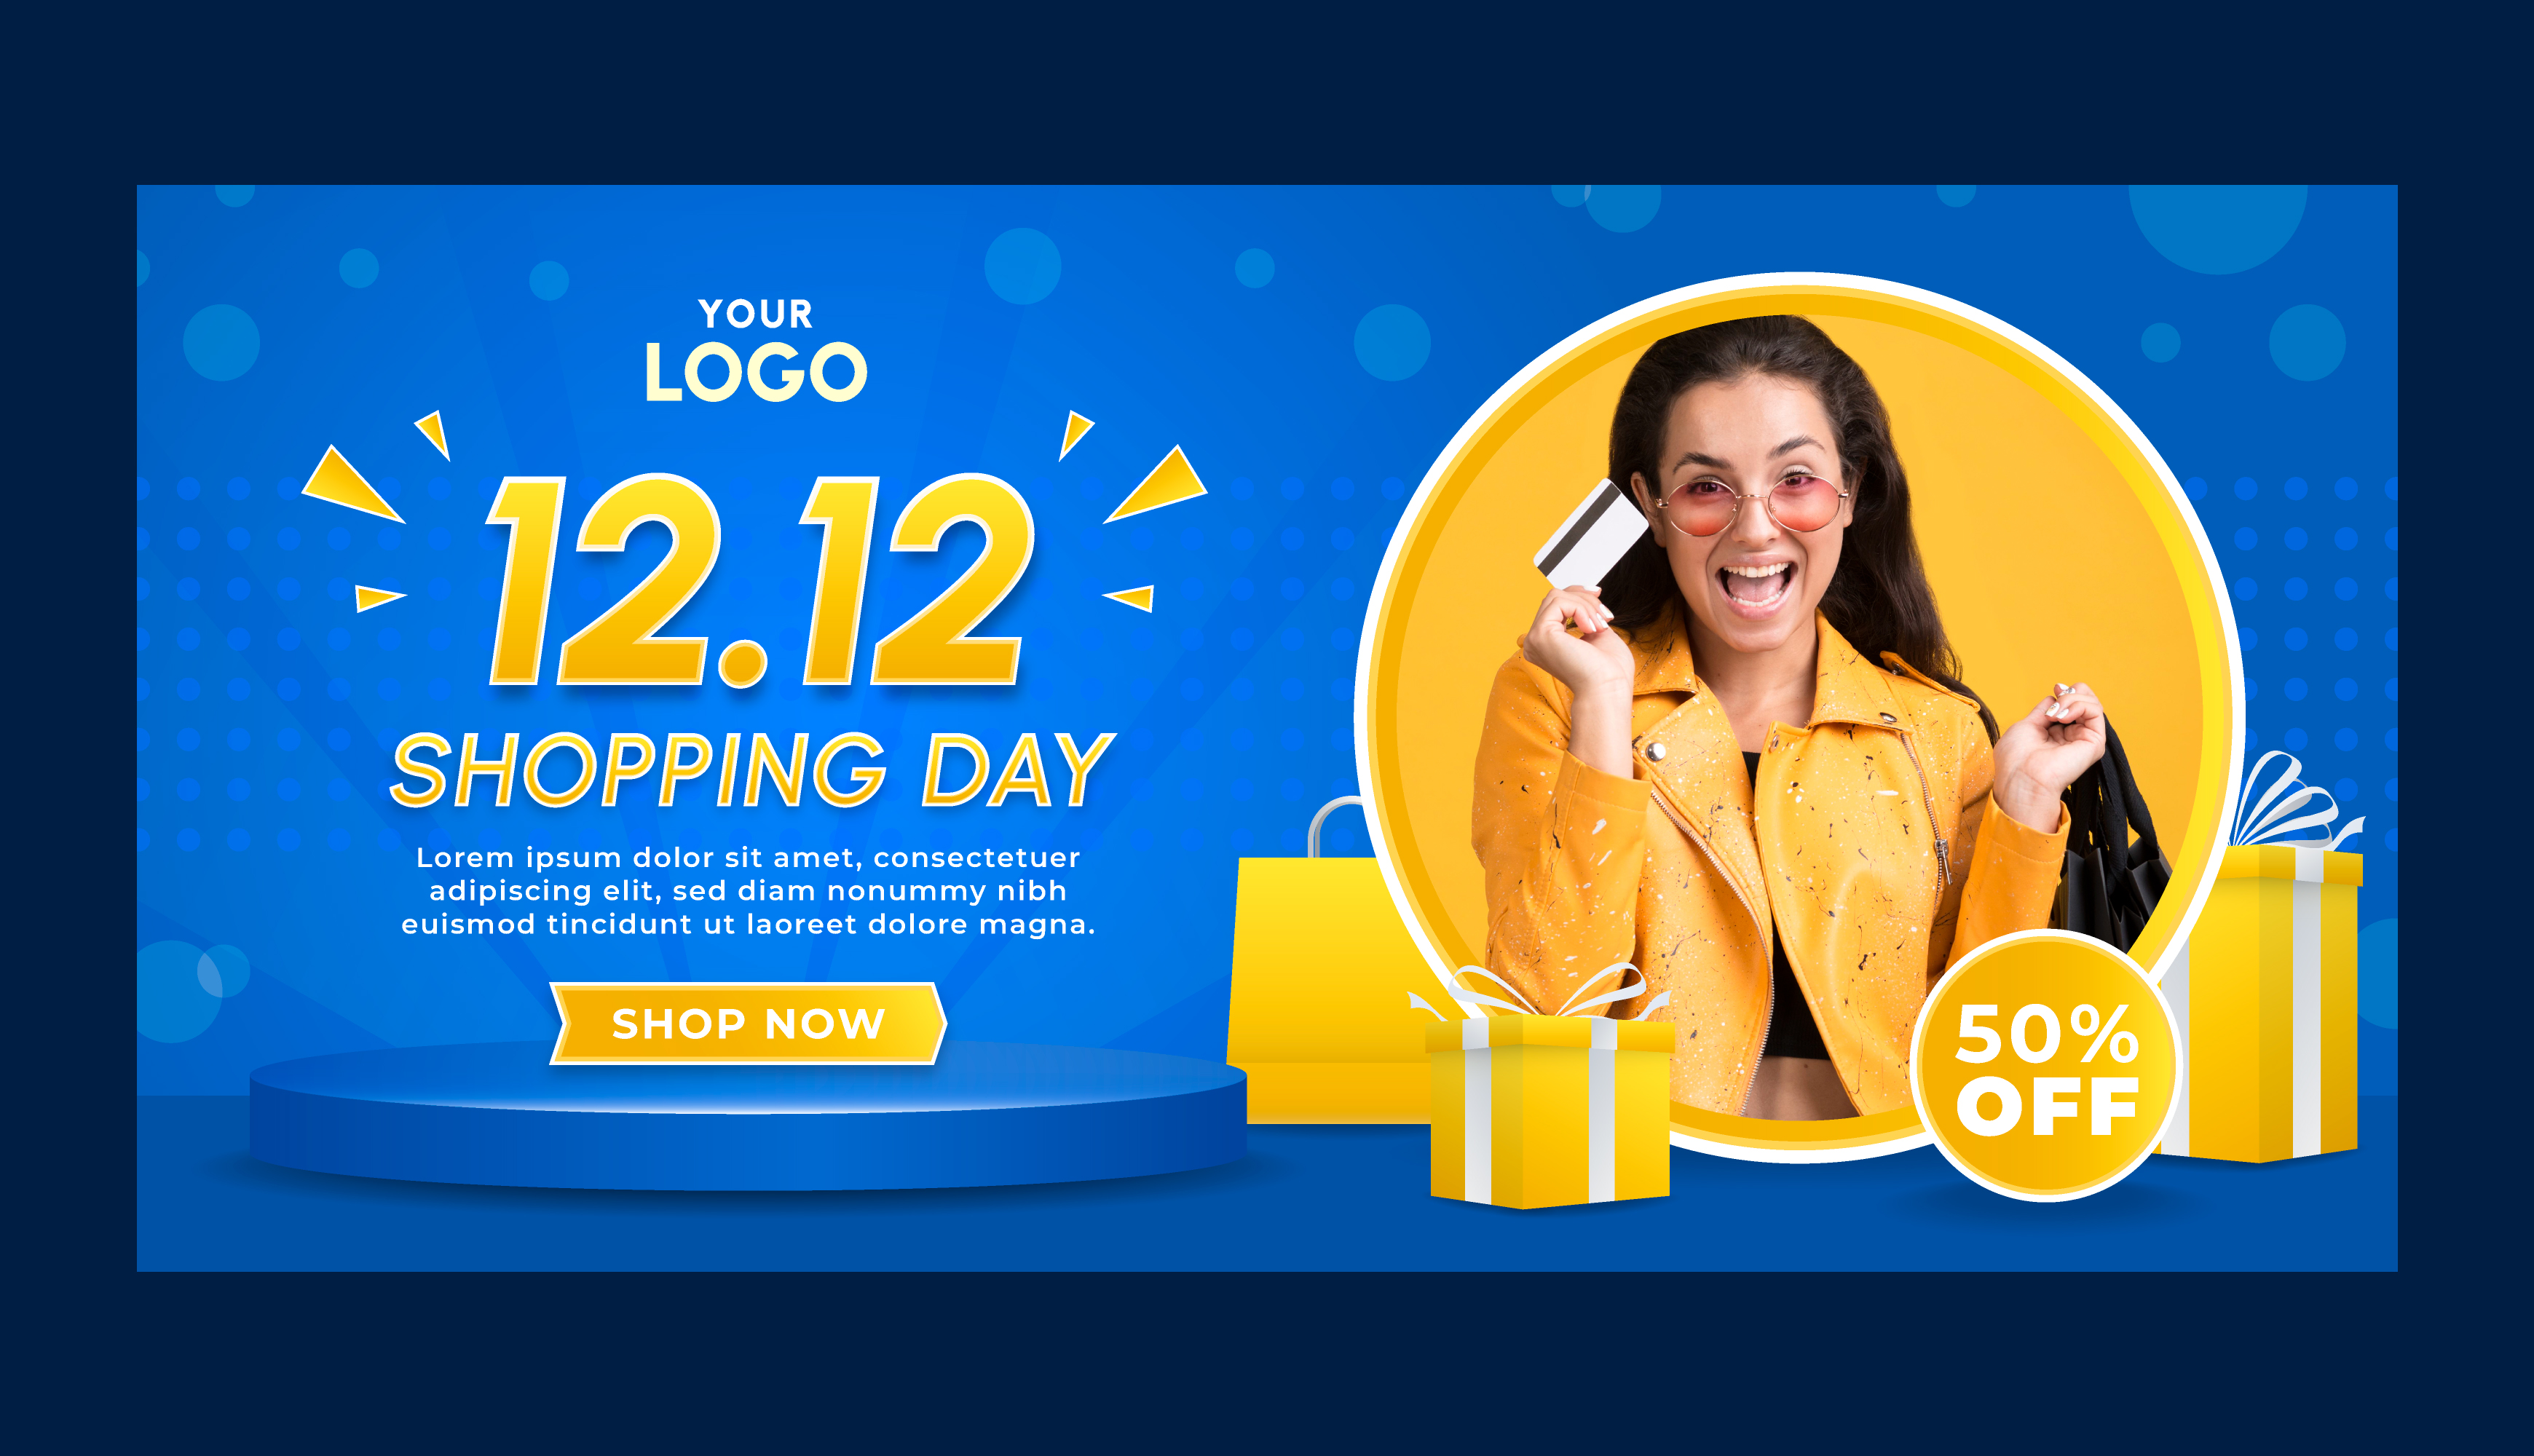 YOUR
LOGO
12.12
SHOPPING DAY
Lorem ipsum dolor sit amet, consectetuer
adipiscing elit, sed diam nonummy nibh
euismod tincidunt ut laoreet dolore magna.
SHOP NOW
50%
OFF